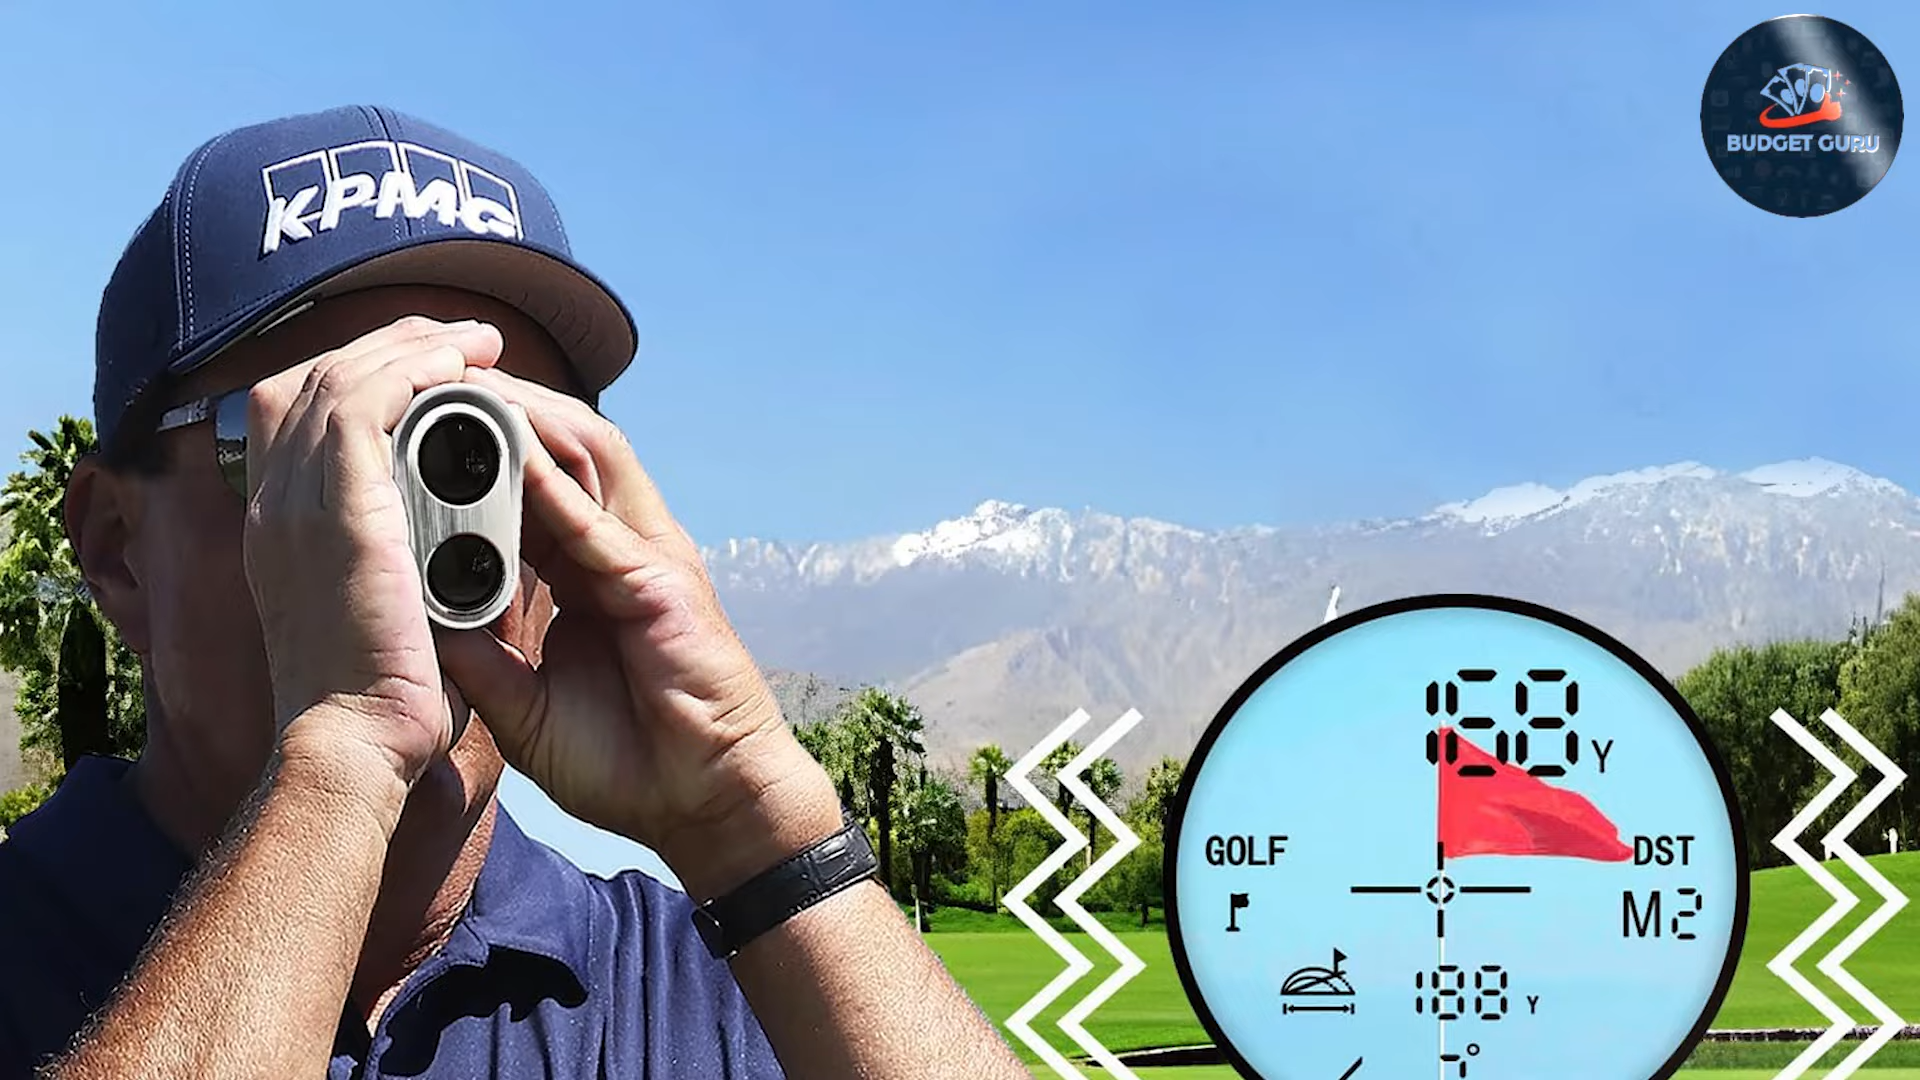 KPMG
BUDGET GURU
168 Y
GOLF
DST
M2
188 Y